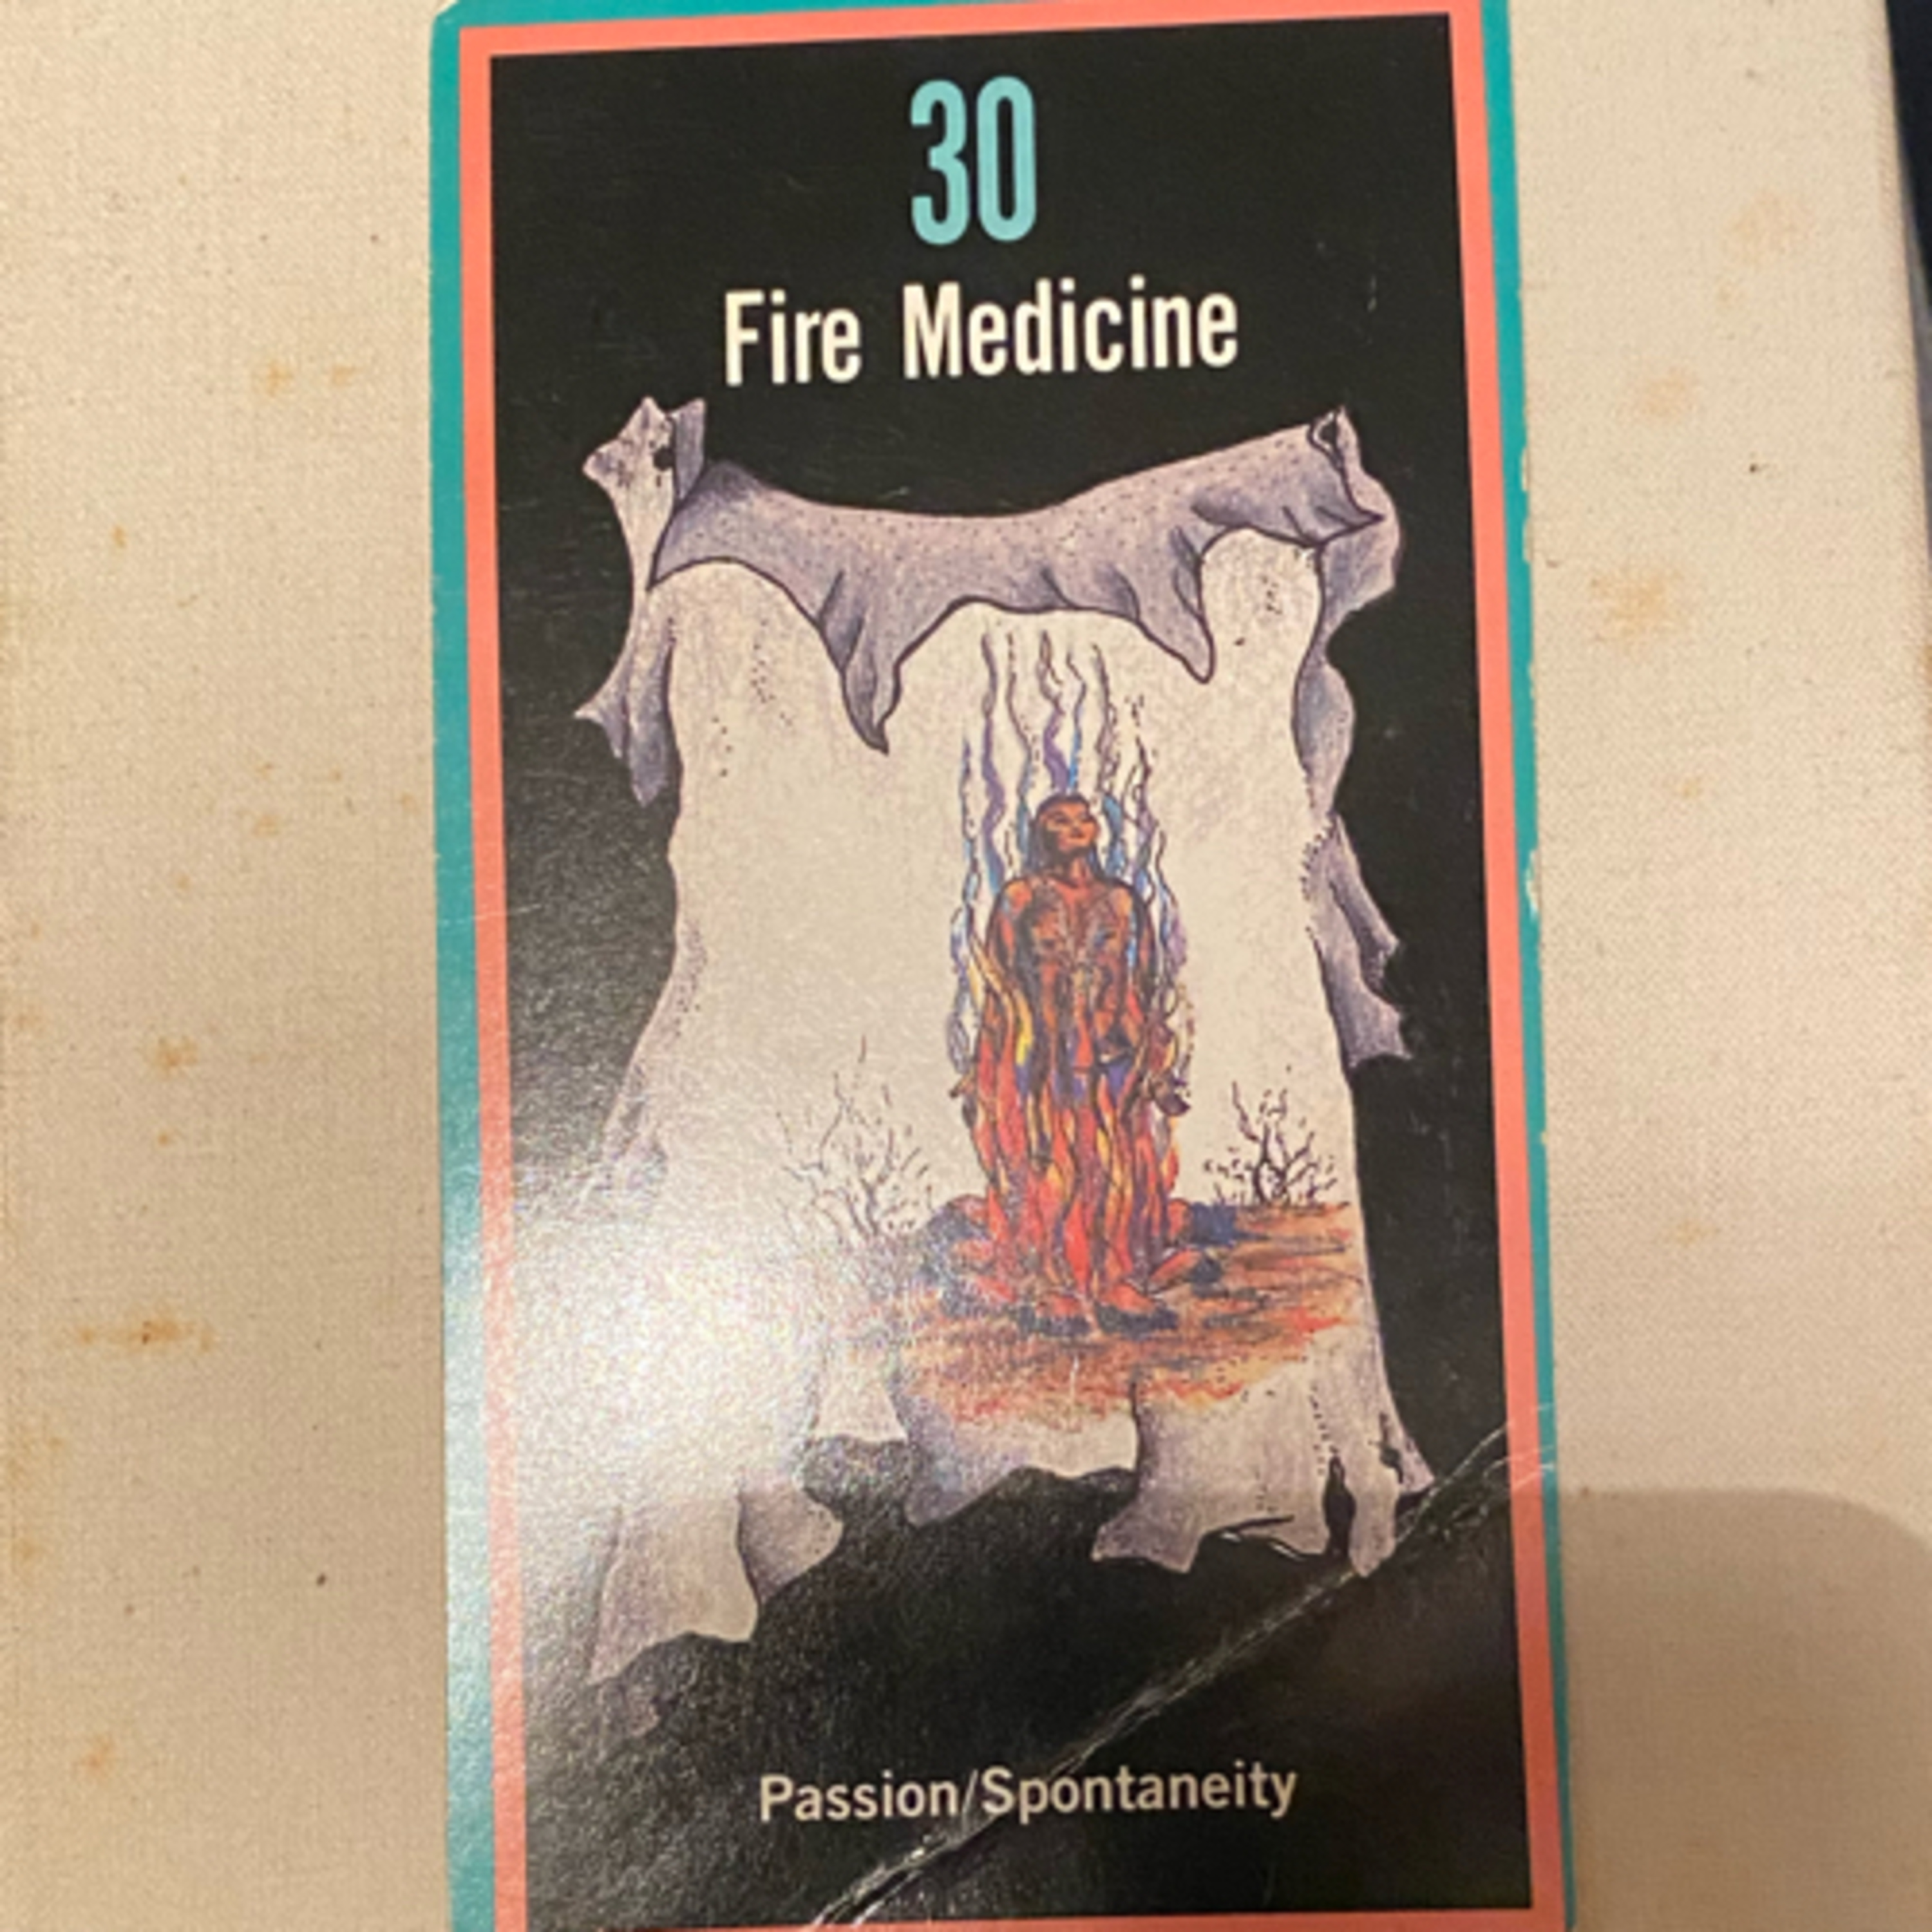 30
Fire Medicine
Passion/Spontaneity